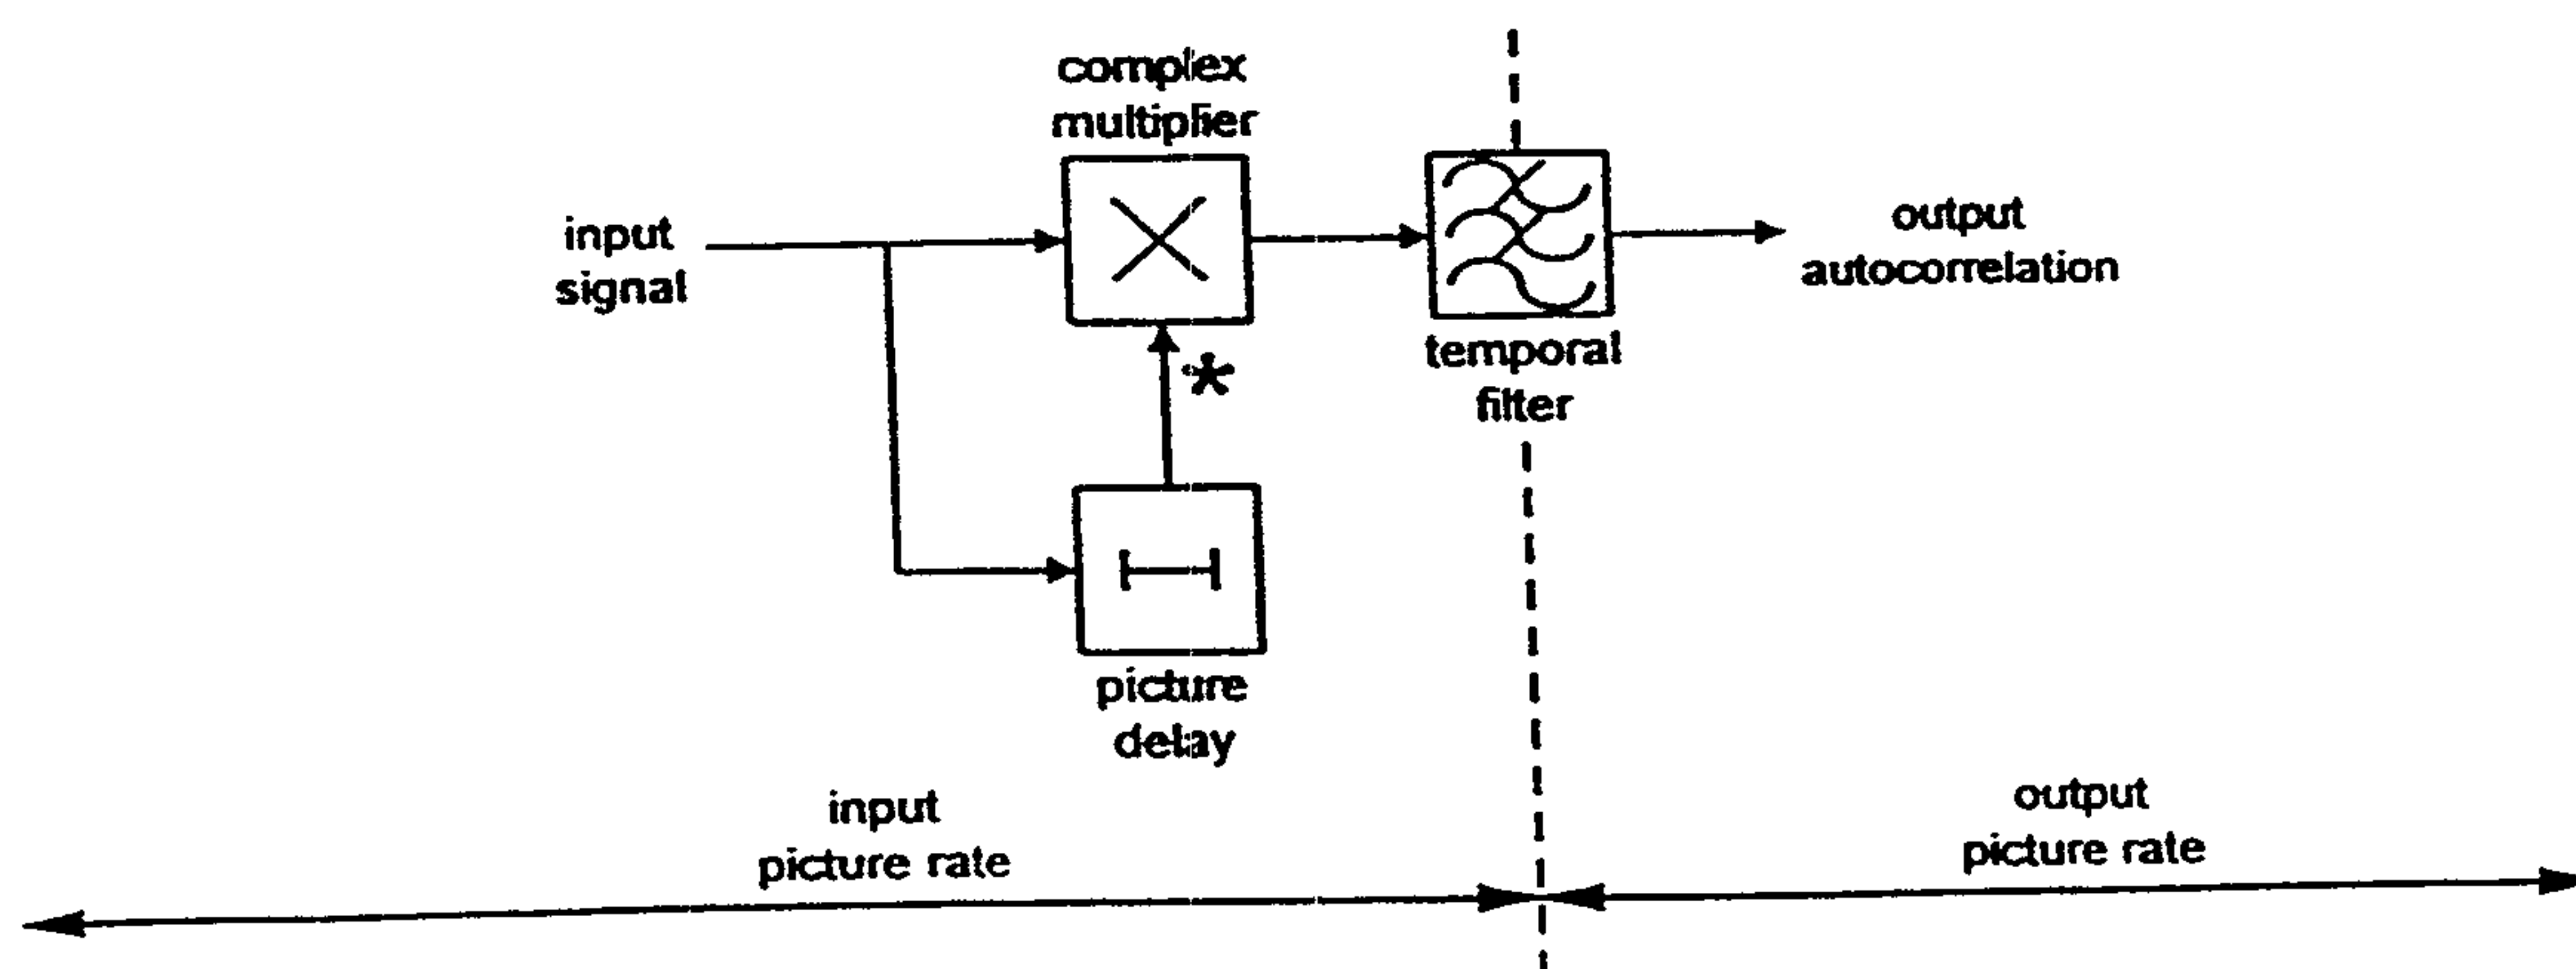 complex
multiplier
input
signal
output
autocorrelation
*
temporal
filter
picture
delay
input
picture rate
output
picture rate